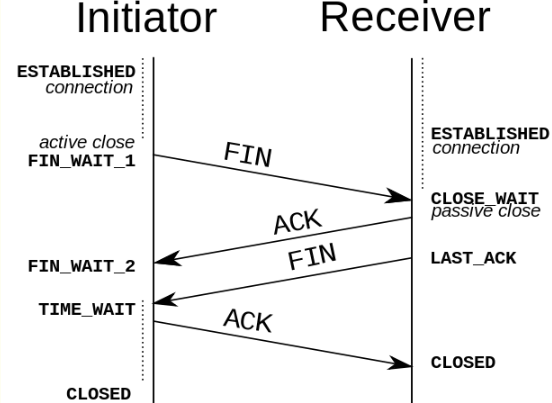 Initiator
Receiver
ESTABLISHED
connection
active close
FIN_WAIT_1
FIN
ESTABLISHED
connection
CLOSE_WAIT
passive close
ACK
FIN_WAIT_2
FIN
LAST_ACK
TIME_WAIT
ACK
CLOSED
CLOSED